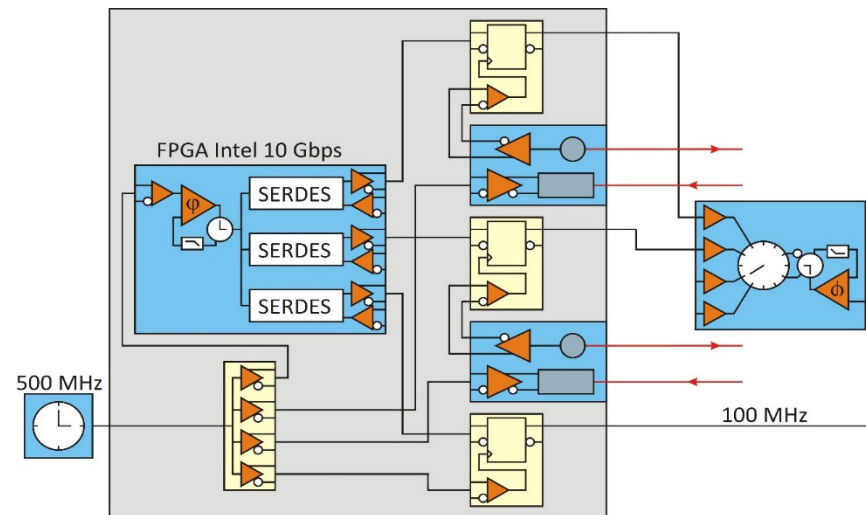 FPGA Intel 10 Gbps
SERDES
SERDES
SERDES
φ
ϕ
500 MHz
100 MHz